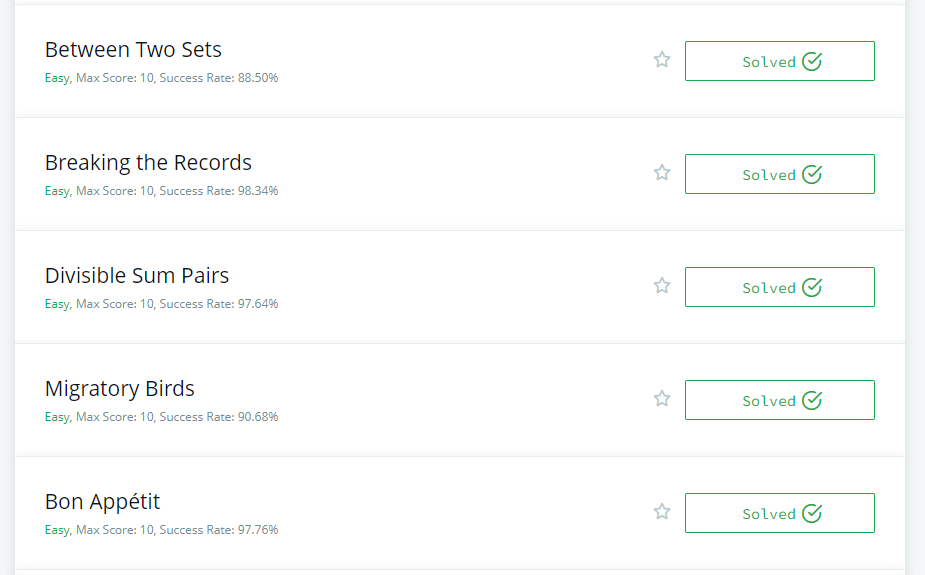 Between Two Sets
Easy, Max Score: 10, Success Rate: 88.50%
Solved
Breaking the Records
Easy, Max Score: 10, Success Rate: 98.34%
Solved
Divisible Sum Pairs
Easy, Max Score: 10, Success Rate: 97.64%
Solved
Migratory Birds
Easy, Max Score: 10, Success Rate: 90.68%
Solved
Bon Appétit
Easy, Max Score: 10, Success Rate: 97.76%
Solved